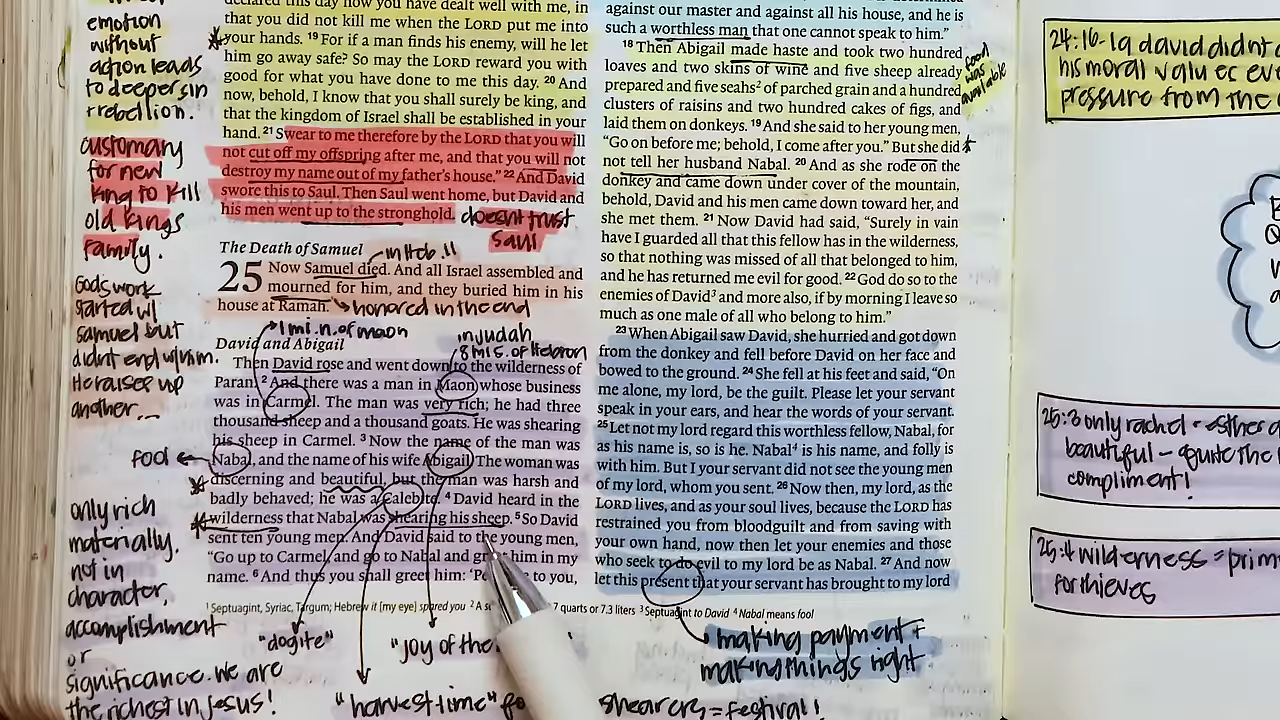 emotion
without
action leads
to deeper sin
+ rebellion.
customary
for new
king to kill
old kings
family.
God's work
started w/
samuel but
didnt end w/ him.
He raises up
another...
fool
only rich
materially,
not in
character,
accomplishment
or
significance. we are
the richest in Jesus!
declared this day how you have dealt well with me, in
that you did not kill me when the LORD put me into
your hands. 19 For if a man finds his enemy, will he let
him go away safe? So may the LORD reward you with
good for what you have done to me this day. 20 And
now, behold, I know that you shall surely be king, and
that the kingdom of Israel shall be established in your
hand. 21 Swear to me therefore by the LORD that you will
not cut off my offspring after me, and that you will not
destroy my name out of my father's house." 22 And David
swore this to Saul. Then Saul went home, but David and
his men went up to the stronghold. doesnt trust
Saul
The Death of Samuel
in Heb. 11
25 Now Samuel died. And all Israel assembled and
mourned for him, and they buried him in his
house at Ramah. honored in the end
1 mi. n. of maon
in judah
8 mi s. of Hebron
David and Abigail
Then David rose and went down to the wilderness of
Paran. 2 And there was a man in Maon whose business
was in Carmel. The man was very rich; he had three
thousand sheep and a thousand goats. He was shearing
his sheep in Carmel. 3 Now the name of the man was
Nabal, and the name of his wife Abigail. The woman was
discerning and beautiful, but the man was harsh and
badly behaved; he was a Calebite. 4 David heard in the
wilderness that Nabal was shearing his sheep. 5 So David
sent ten young men. And David said to the young men,
"Go up to Carmel, and go to Nabal and greet him in my
name. 6 And thus you shall greet him: 'Pe to you,
1 Septuagint, Syriac, Targum; Hebrew it [my eye] spared you 2 A se 7 quarts or 7.3 liters 3 Septuagint to David 4 Nabal means fool
"dogite"
"joy of the
"harvest time"
against our master and against all his house, and he is
such a worthless man that one cannot speak to him."
18 Then Abigail made haste and took two hundred
loaves and two skins of wine and five sheep already
prepared and five seahs2 of parched grain and a hundred
clusters of raisins and two hundred cakes of figs, and
laid them on donkeys. 19 And she said to her young men,
"Go on before me; behold, I come after you." But she did
not tell her husband Nabal. 20 And as she rode on the
donkey and came down under cover of the mountain,
behold, David and his men came down toward her, and
she met them. 21 Now David had said, "Surely in vain
have I guarded all that this fellow has in the wilderness,
so that nothing was missed of all that belonged to him,
and he has returned me evil for good. 22 God do so to the
enemies of David3 and more also, if by morning I leave so
much as one male of all who belong to him."
23 When Abigail saw David, she hurried and got down
from the donkey and fell before David on her face and
bowed to the ground. 24 She fell at his feet and said, "On
me alone, my lord, be the guilt. Please let your servant
speak in your ears, and hear the words of your servant.
25 Let not my lord regard this worthless fellow, Nabal, for
as his name is, so is he. Nabal4 is his name, and folly is
with him. But I your servant did not see the young men
of my lord, whom you sent. 26 Now then, my lord, as the
LORD lives, and as your soul lives, because the LORD has
restrained you from bloodguilt and from saving with
your own hand, now then let your enemies and those
who seek to do evil to my lord be as Nabal. 27 And now
let this present that your servant has brought to my lord
food
was
available
making payment +
making things right
shearers = festival!
24:16-19 david didnt
his moral values
pressure from the
25:3 only rachel + esther
beautiful - quite the
compliment!
25:4 wilderness = prim
for thieves